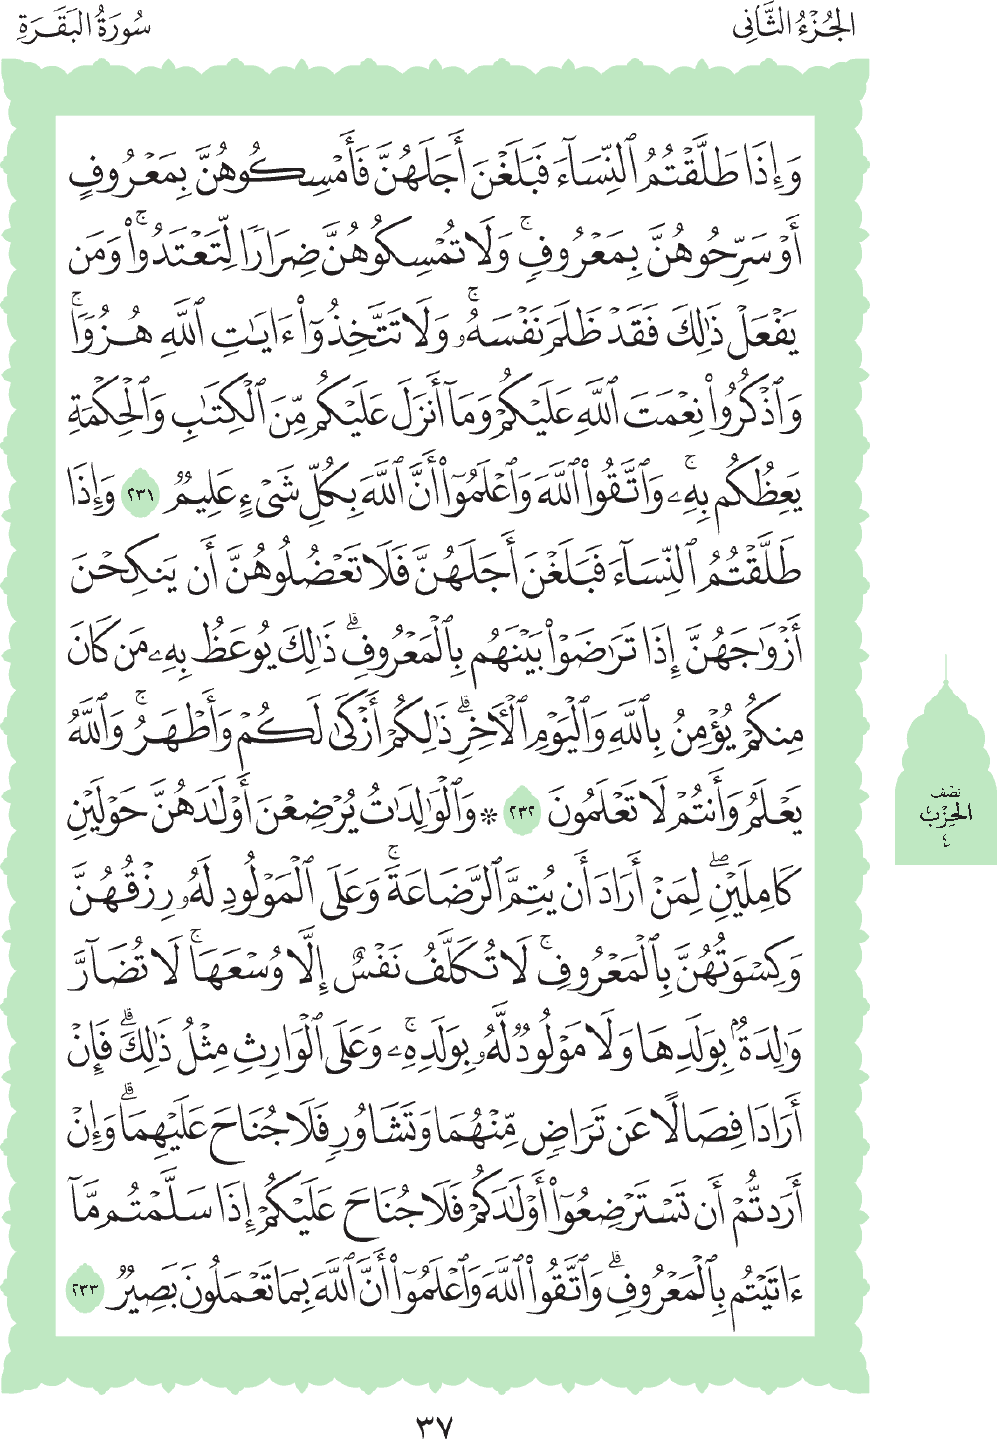 الجُزْءُ الثَّانِي
سُورَةُ البَقَرَةِ
وَإِذَا طَلَّقْتُمُ ٱلنِّسَآءَ فَبَلَغْنَ أَجَلَهُنَّ فَأَمْسِكُوهُنَّ بِمَعْرُوفٍ
أَوْ سَرِّحُوهُنَّ بِمَعْرُوفٍۚ وَلَا تُمْسِكُوهُنَّ ضِرَارًا لِّتَعْتَدُوا۟ۚ وَمَن
يَفْعَلْ ذَٰلِكَ فَقَدْ ظَلَمَ نَفْسَهُۥۚ وَلَا تَتَّخِذُوٓا۟ ءَايَٰتِ ٱللَّهِ هُزُوًاۚ
وَٱذْكُرُوا۟ نِعْمَتَ ٱللَّهِ عَلَيْكُمْ وَمَآ أَنزَلَ عَلَيْكُم مِّنَ ٱلْكِتَٰبِ وَٱلْحِكْمَةِ
يَعِظُكُم بِهِۦۚ وَٱتَّقُوا۟ ٱللَّهَ وَٱعْلَمُوٓا۟ أَنَّ ٱللَّهَ بِكُلِّ شَىْءٍ عَلِيمٌ ٢٣١ وَإِذَا
طَلَّقْتُمُ ٱلنِّسَآءَ فَبَلَغْنَ أَجَلَهُنَّ فَلَا تَعْضُلُوهُنَّ أَن يَنكِحْنَ
أَزْوَٰجَهُنَّ إِذَا تَرَٰضَوْا۟ بَيْنَهُم بِٱلْمَعْرُوفِۗ ذَٰلِكَ يُوعَظُ بِهِۦ مَن كَانَ
مِنكُمْ يُؤْمِنُ بِٱللَّهِ وَٱلْيَوْمِ ٱلْءَاخِرِۗ ذَٰلِكُمْ أَزْكَىٰ لَكُمْ وَأَطْهَرُۚ وَٱللَّهُ
يَعْلَمُ وَأَنتُمْ لَا تَعْلَمُونَ ٢٣٢ ۞ وَٱلْوَٰلِدَٰتُ يُرْضِعْنَ أَوْلَٰدَهُنَّ حَوْلَيْنِ
كَامِلَيْنِۖ لِمَنْ أَرَادَ أَن يُتِمَّ ٱلرَّضَاعَةَۚ وَعَلَى ٱلْمَوْلُودِ لَهُۥ رِزْقُهُنَّ
وَكِسْوَتُهُنَّ بِٱلْمَعْرُوفِۚ لَا تُكَلَّفُ نَفْسٌ إِلَّا وُسْعَهَاۚ لَا تُضَآرَّ
وَٰلِدَةٌۢ بِوَلَدِهَا وَلَا مَوْلُودٌ لَّهُۥ بِوَلَدِهِۦۚ وَعَلَى ٱلْوَارِثِ مِثْلُ ذَٰلِكَۗ فَإِنْ
أَرَادَا فِصَالًا عَن تَرَاضٍ مِّنْهُمَا وَتَشَاوُرٍ فَلَا جُنَاحَ عَلَيْهِمَاۗ وَإِنْ
أَرَدتُّمْ أَن تَسْتَرْضِعُوٓا۟ أَوْلَٰدَكُمْ فَلَا جُنَاحَ عَلَيْكُمْ إِذَا سَلَّمْتُم مَّآ
ءَاتَيْتُم بِٱلْمَعْرُوفِۗ وَٱتَّقُوا۟ ٱللَّهَ وَٱعْلَمُوٓا۟ أَنَّ ٱللَّهَ بِمَا تَعْمَلُونَ بَصِيرٌ ٢٣٣
نصْف
الحِزْب
٤
٣٧